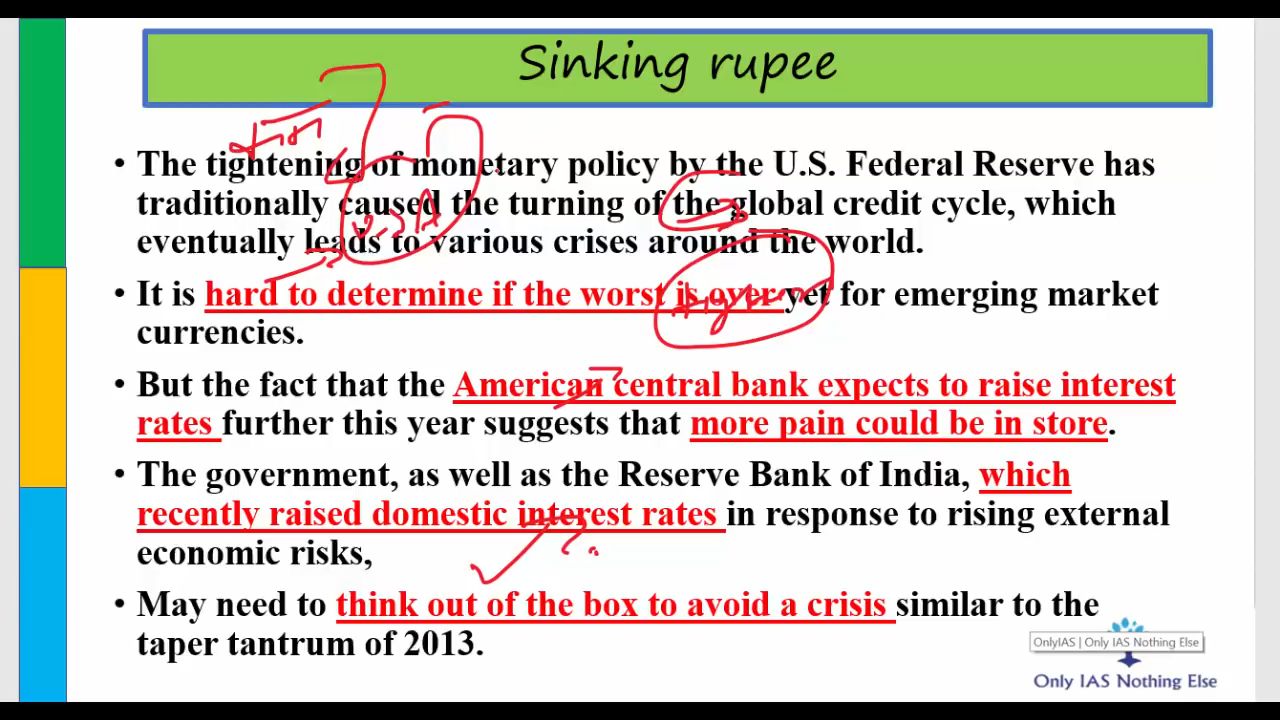 Sinking rupee
• The tightening of monetary policy by the U.S. Federal Reserve has
traditionally caused the turning of the global credit cycle, which
eventually leads to various crises around the world.
• It is hard to determine if the worst is over yet for emerging market
currencies.
• But the fact that the American central bank expects to raise interest
rates further this year suggests that more pain could be in store.
• The government, as well as the Reserve Bank of India, which
recently raised domestic interest rates in response to rising external
economic risks,
• May need to think out of the box to avoid a crisis similar to the
taper tantrum of 2013.
OnlyIAS | Only IAS Nothing Else
Only IAS Nothing Else